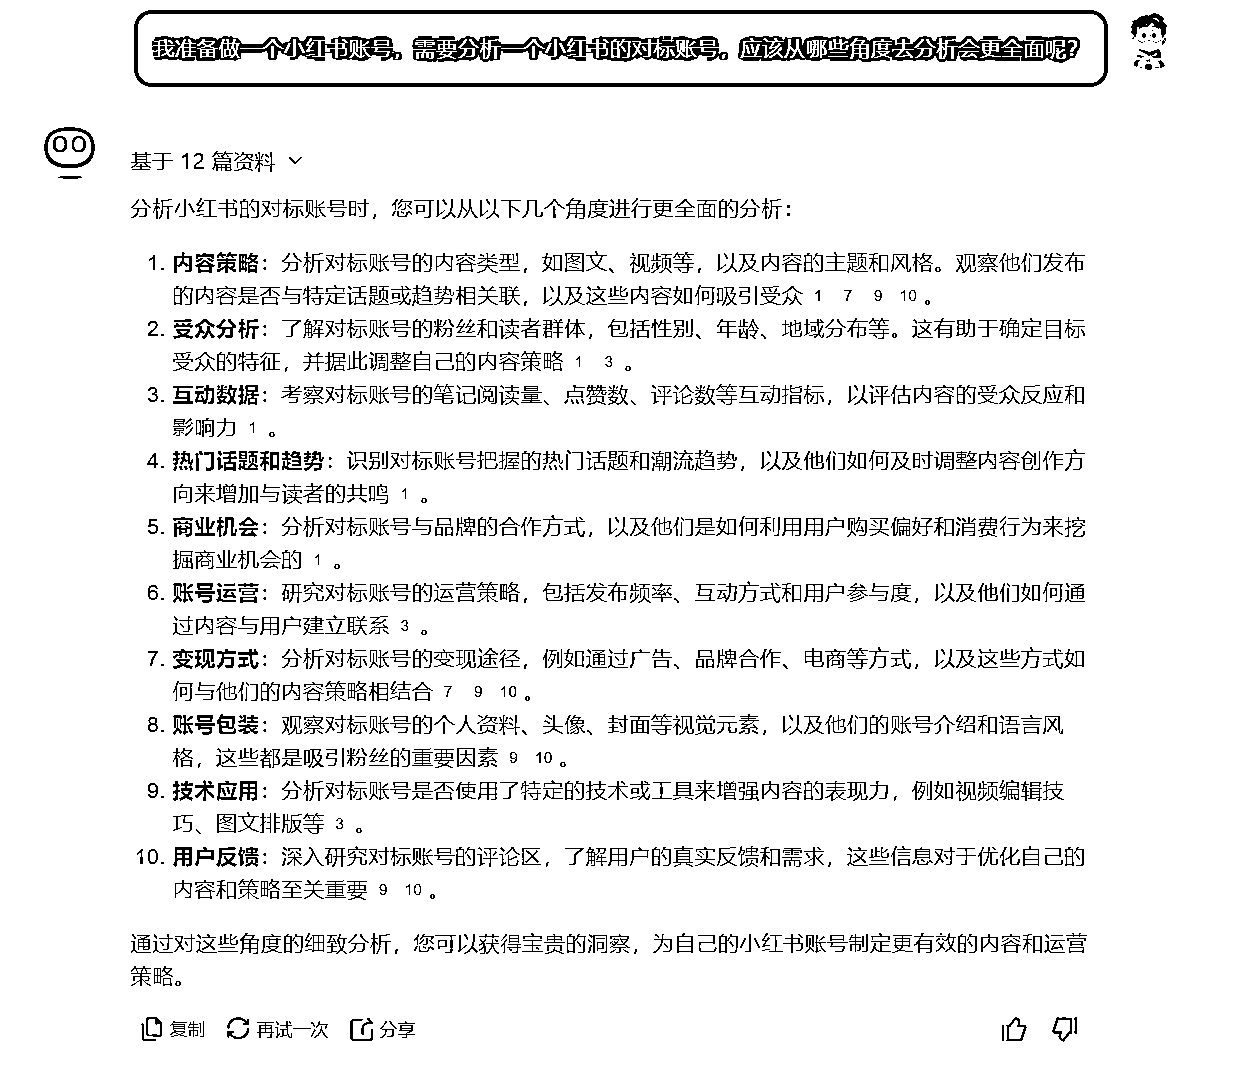 我准备做一个小红书账号，需要分析一个小红书的对标账号，应该从哪些角度去分析会更全面呢？
基于 12 篇资料
分析小红书的对标账号时，您可以从以下几个角度进行更全面的分析：
1. 内容策略：分析对标账号的内容类型，如图文、视频等，以及内容的主题和风格。观察他们发布
的内容是否与特定话题或趋势相关联，以及这些内容如何吸引受众 1 7 9 10 。
2. 受众分析：了解对标账号的粉丝和读者群体，包括性别、年龄、地域分布等。这有助于确定目标
受众的特征，并据此调整自己的内容策略 1 3 。
3. 互动数据：考察对标账号的笔记阅读量、点赞数、评论数等互动指标，以评估内容的受众反应和
影响力 1 。
4. 热门话题和趋势：识别对标账号把握的热门话题和潮流趋势，以及他们如何及时调整内容创作方
向来增加与读者的共鸣 1 。
5. 商业机会：分析对标账号与品牌的合作方式，以及他们是如何利用用户购买偏好和消费行为来挖
掘商业机会的 1 。
6. 账号运营：研究对标账号的运营策略，包括发布频率、互动方式和用户参与度，以及他们如何通
过内容与用户建立联系 3 。
7. 变现方式：分析对标账号的变现途径，例如通过广告、品牌合作、电商等方式，以及这些方式如
何与他们的内容策略相结合 7 9 10 。
8. 账号包装：观察对标账号的个人资料、头像、封面等视觉元素，以及他们的账号介绍和语言风
格，这些都是吸引粉丝的重要因素 9 10 。
9. 技术应用：分析对标账号是否使用了特定的技术或工具来增强内容的表现力，例如视频编辑技
巧、图文排版等 3 。
10. 用户反馈：深入研究对标账号的评论区，了解用户的真实反馈和需求，这些信息对于优化自己的
内容和策略至关重要 9 10 。
通过对这些角度的细致分析，您可以获得宝贵的洞察，为自己的小红书账号制定更有效的内容和运营
策略。
复制 再试一次 分享